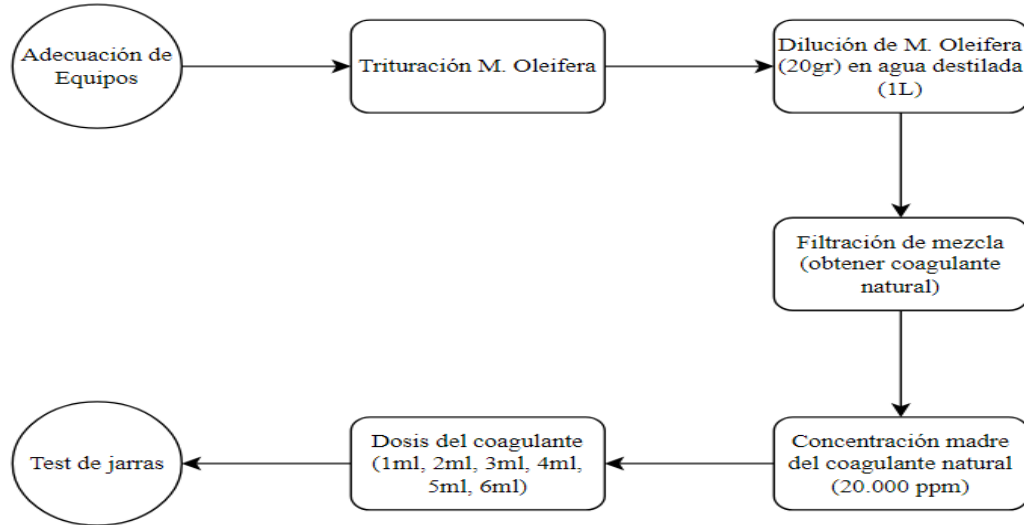 Adecuación de
Equipos
Trituración M. Oleifera
Dilución de M. Oleifera
(20gr) en agua destilada
(1L)
Filtración de mezcla
(obtener coagulante
natural)
Concentración madre
del coagulante natural
(20.000 ppm)
Dosis del coagulante
(1ml, 2ml, 3ml, 4ml,
5ml, 6ml)
Test de jarras